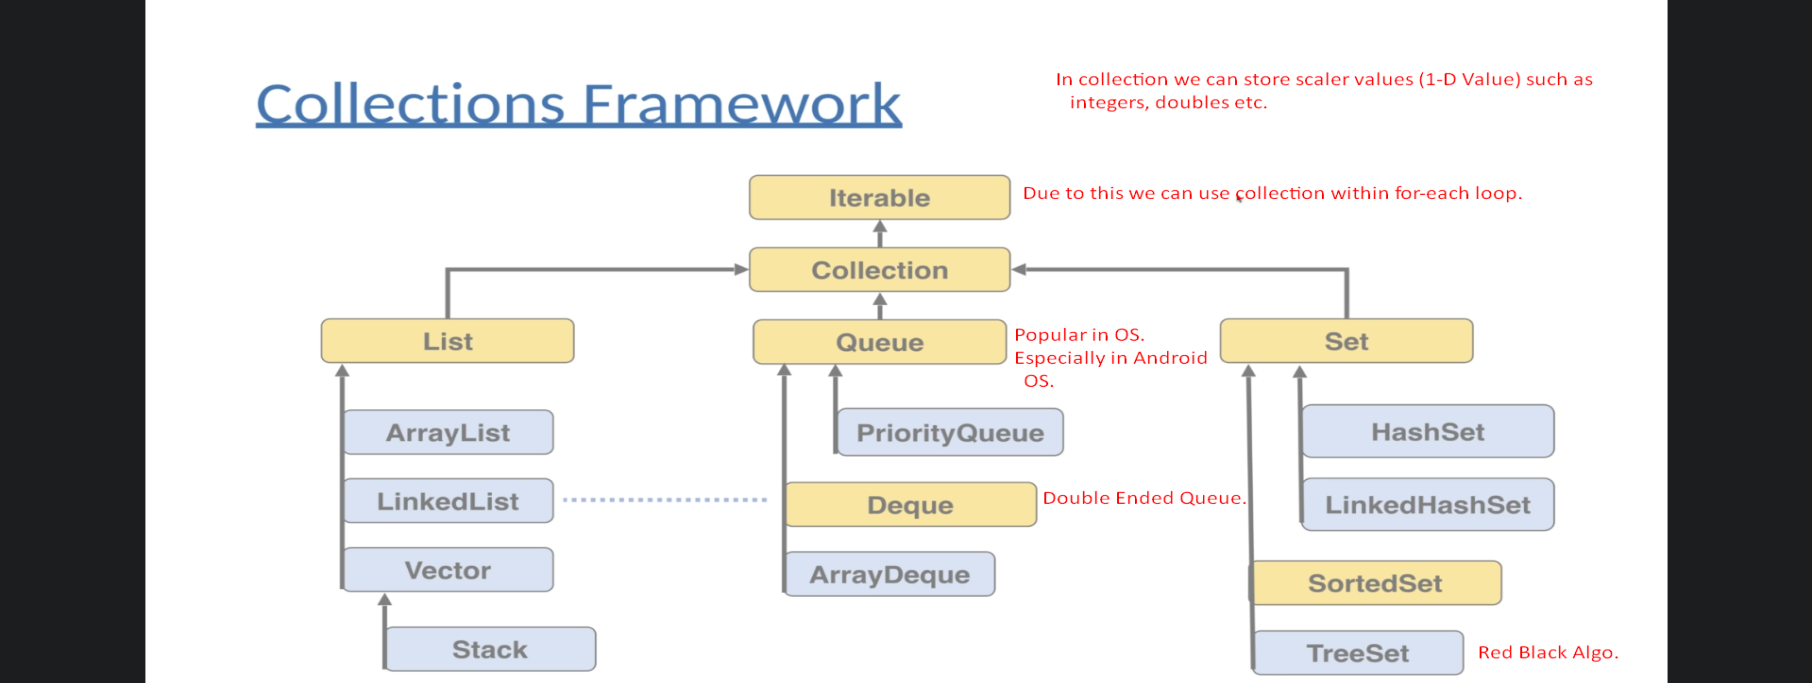 Collections Framework
In collection we can store scaler values (1-D Value) such as
integers, doubles etc.
Iterable
Due to this we can use collection within for-each loop.
Collection
List
Queue
Popular in OS.
Especially in Android
OS.
Set
ArrayList
PriorityQueue
HashSet
LinkedList
Deque
Double Ended Queue.
LinkedHashSet
Vector
ArrayDeque
SortedSet
Stack
TreeSet
Red Black Algo.